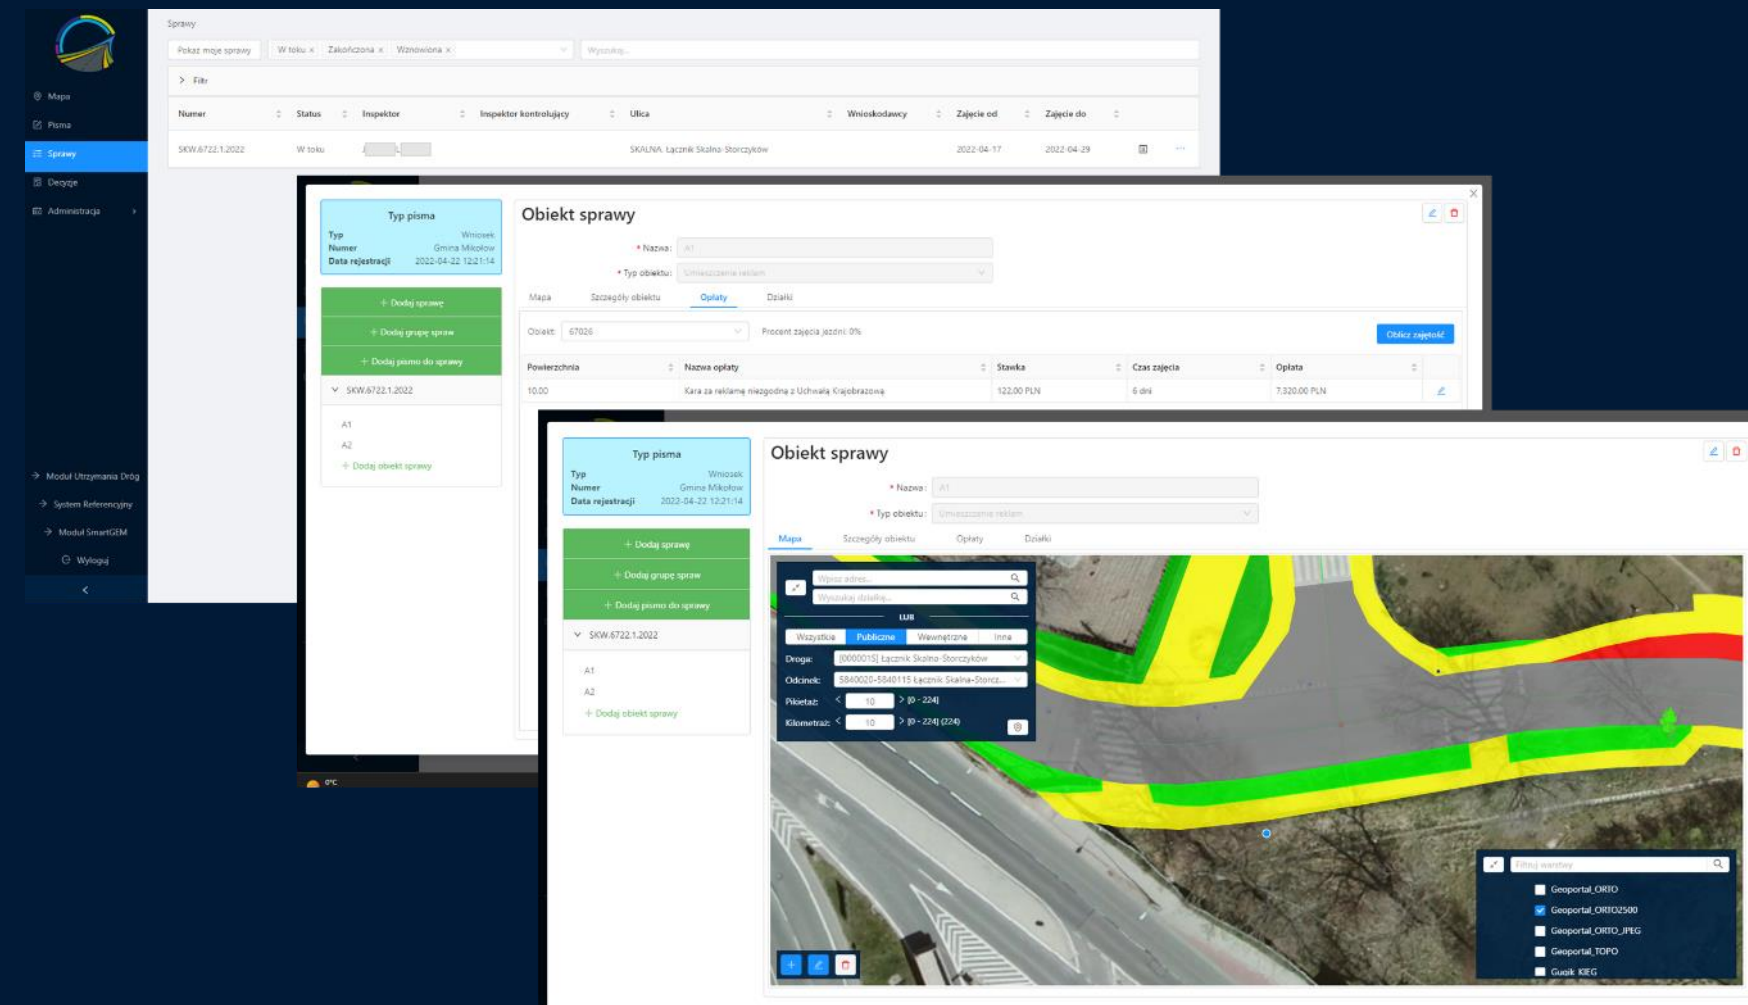 Sprawy
Pokaż moje sprawy
W toku × Zakończona × Wznowiona ×
Wyszukaj...
Filtr
Numer Status Inspektor Inspektor kontrolujący Ulica Wnioskodawcy Zajęcie od Zajęcie do
SKW.6722.1.2022 W toku SKALNA. Łącznik Skalna-Storczyków 2022-04-17 2022-04-29
Mapa
Pisma
Sprawy
Decyzje
Administracja
Moduł Utrzymania Dróg
System Referencyjny
Moduł SmartGEM
Wyloguj
Typ pisma
Typ Wniosek
Numer Gmina Mikołow
Data rejestracji 2022-04-22 12:21:14
+ Dodaj sprawę
+ Dodaj grupę spraw
+ Dodaj pismo do sprawy
SKW.6722.1.2022
A1
A2
+ Dodaj obiekt sprawy
Obiekt sprawy
* Nazwa: A1
* Typ obiektu: Umieszczenie reklam
Mapa Szczegóły obiektu Opłaty Działki
Obiekt: 67026 Procent zajęcia jezdni: 0% Oblicz zajętość
Powierzchnia Nazwa opłaty Stawka Czas zajęcia Opłata
10.00 Kara za reklamę niezgodną z Uchwałą Krajobrazową 122.00 PLN 6 dni 7,320.00 PLN
0°C
Typ pisma
Typ Wniosek
Numer Gmina Mikołow
Data rejestracji 2022-04-22 12:21:14
+ Dodaj sprawę
+ Dodaj grupę spraw
+ Dodaj pismo do sprawy
SKW.6722.1.2022
A1
A2
+ Dodaj obiekt sprawy
Obiekt sprawy
* Nazwa: A1
* Typ obiektu: Umieszczenie reklam
Mapa Szczegóły obiektu Opłaty Działki
Wpisz adres...
Wyszukaj działkę...
LUB
Wszystkie Publiczne Wewnętrzne Inne
Droga: [000001S] Łącznik Skalna-Storczyków
Odcinek: 5840020-5840115 Łącznik Skalna-Storcz...
Pikietaż: < 10 > [0 - 224]
Kilometraż: < 10 > [0 - 224] (224)
Filtruj warstwy
Geoportal_ORTO
Geoportal_ORTO2500
Geoportal_ORTO_JPEG
Geoportal_TOPO
Gugik_KIEG